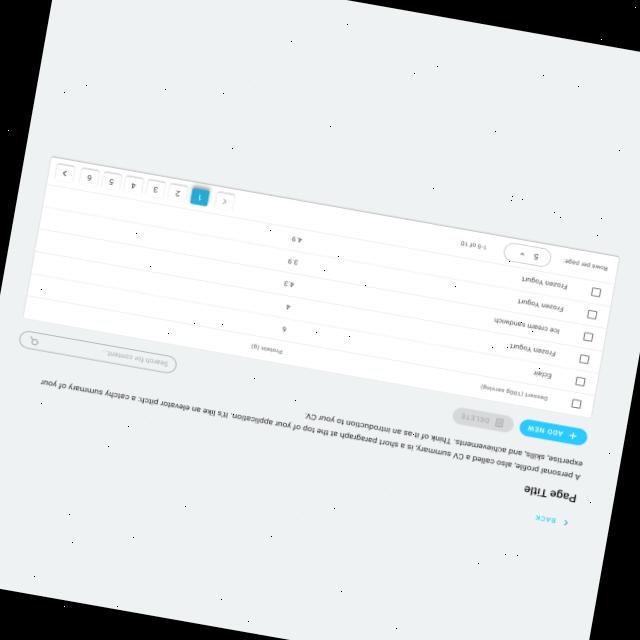 BACK
Page Title
A personal profile, also called a CV summary, is a short paragraph at the top of your application. It's like an elevator pitch: a catchy summary of your
expertise, skills, and achievements. Think of it as an introduction to your CV.
ADD NEW
DELETE
Search for content
Dessert (100g serving) Protein (g)
Eclair 6
Frozen Yogurt 4
Ice cream sandwich 4.3
Frozen Yogurt 3.9
Frozen Yogurt 4.9
Rows per page: 5 1-5 of 10 1 2 3 4 5 6